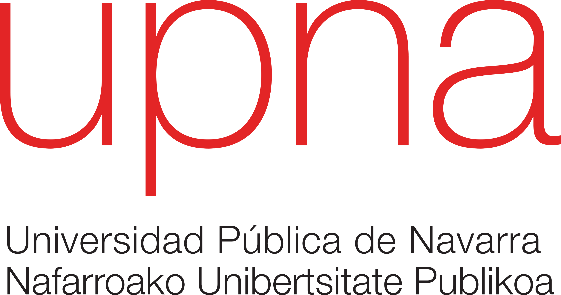 upna
Universidad Pública de Navarra
Nafarroako Unibertsitate Publikoa